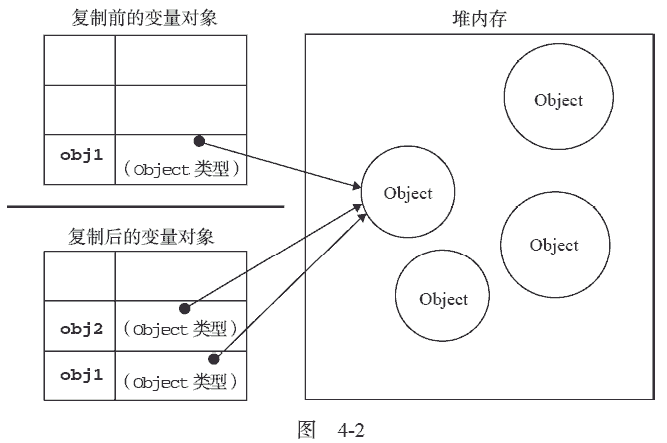 复制前的变量对象
堆内存
obj1
（Object 类型）
复制后的变量对象
obj2
（Object 类型）
obj1
（Object 类型）
Object
Object
Object
Object
图 4-2